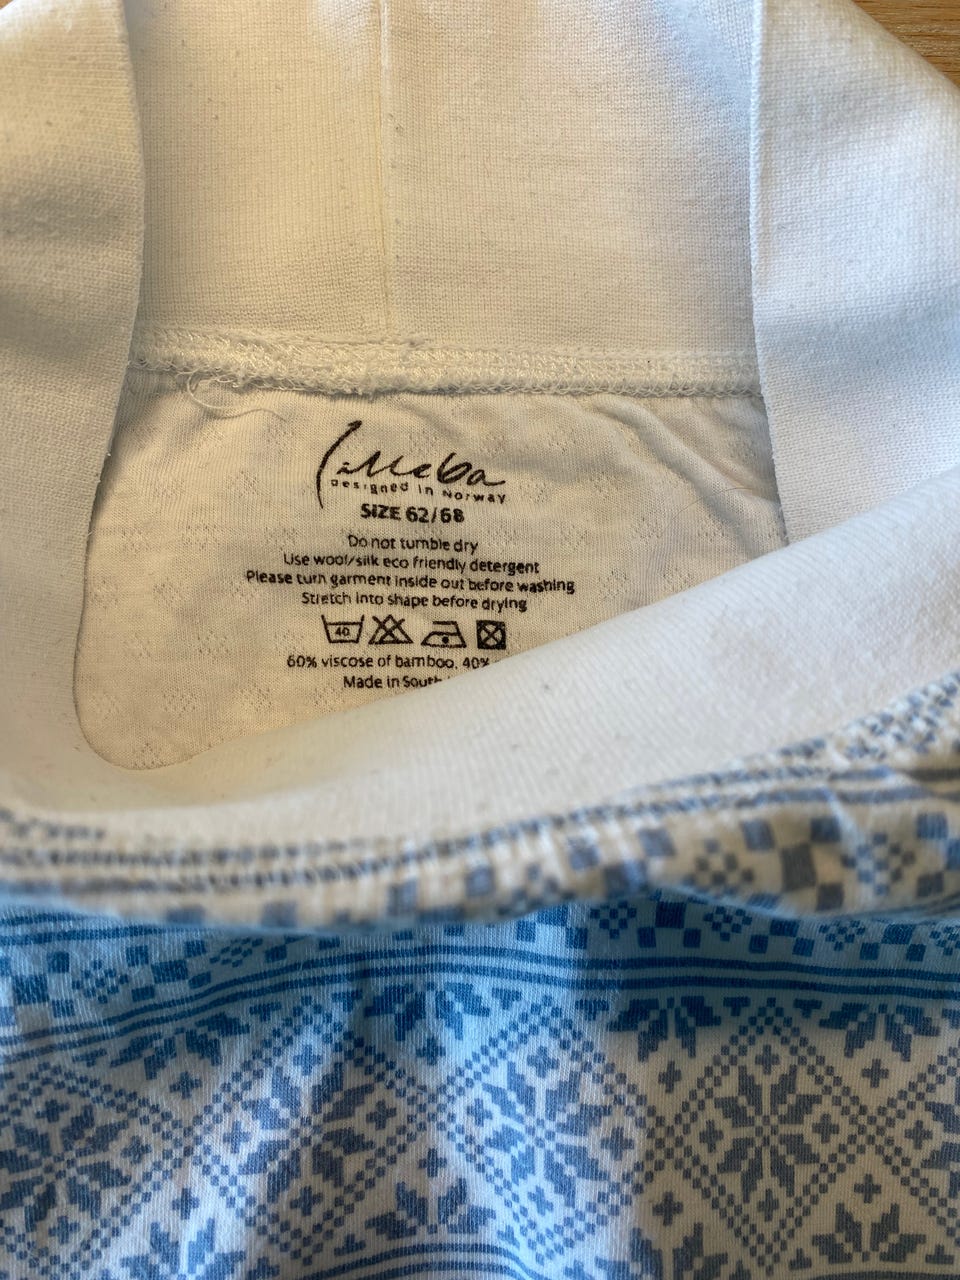 Lilleba
Designed in Norway
SIZE 62/68
Do not tumble dry
Use wool/silk eco friendly detergent
Please turn garment inside out before washing
Stretch into shape before drying
40
60% viscose of bamboo, 40%
Made in South